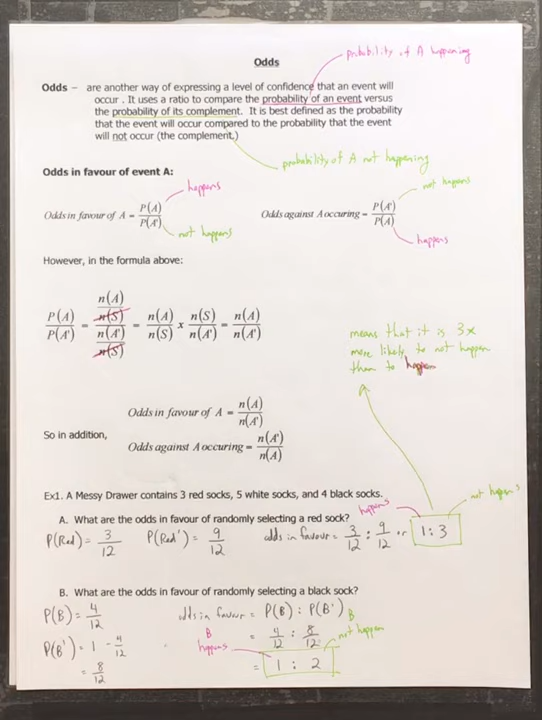 Odds
probability of A happening
Odds – are another way of expressing a level of confidence that an event will
occur . It uses a ratio to compare the probability of an event versus
the probability of its complement. It is best defined as the probability
that the event will occur compared to the probability that the event
will not occur (the complement.)
probability of A not happening
Odds in favour of event A:
happens
not happens
Odds in favour of A = P(A)/P(A')
Odds against A occuring = P(A')/P(A)
not happens
happens
However, in the formula above:
P(A)/P(A') = (n(A)/n(S))/(n(A')/n(S)) = n(A)/n(S) x n(S)/n(A') = n(A)/n(A')
means that it is 3x
more likely to not happen
than to happen
Odds in favour of A = n(A)/n(A')
So in addition,
Odds against A occuring = n(A')/n(A)
Ex1. A Messy Drawer contains 3 red socks, 5 white socks, and 4 black socks.
happens
not happens
A. What are the odds in favour of randomly selecting a red sock?
P(Red) = 3/12 P(Red') = 9/12 odds in favour = 3/12 : 9/12 or 1:3
B. What are the odds in favour of randomly selecting a black sock?
P(B) = 4/12 odds in favour = P(B) : P(B')
P(B') = 1 - 4/12 = 4/12 : 8/12
B
happens
B
not happen
= 8/12 = 1 : 2